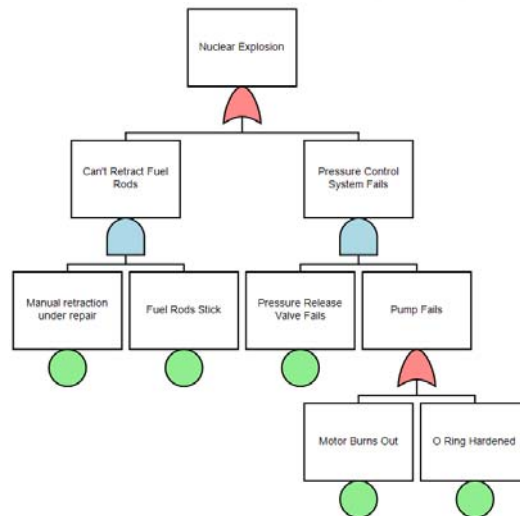 Nuclear Explosion
Can't Retract Fuel
Rods
Pressure Control
System Fails
Manual retraction
under repair
Fuel Rods Stick
Pressure Release
Valve Fails
Pump Fails
Motor Burns Out
O Ring Hardened